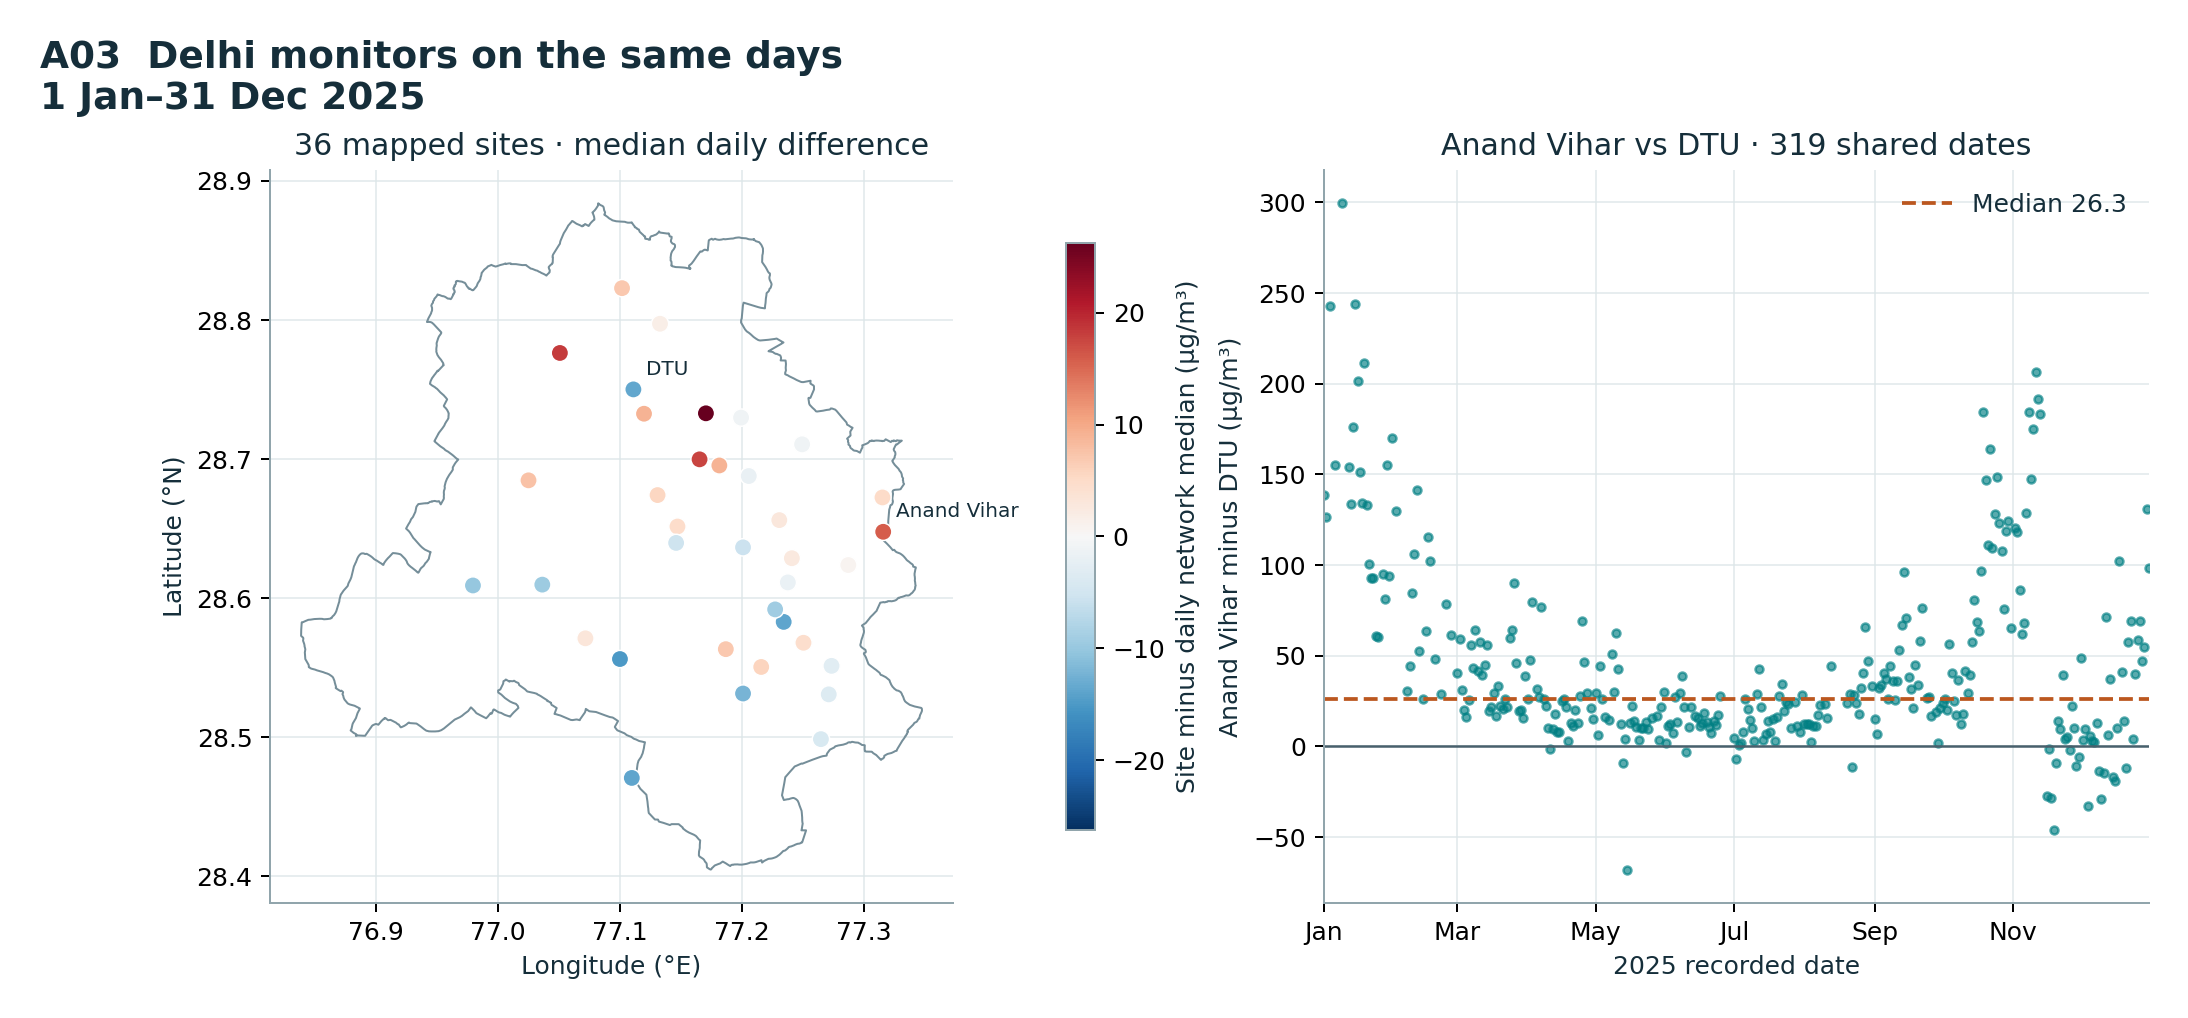 A03  Delhi monitors on the same days
1 Jan–31 Dec 2025
36 mapped sites · median daily difference
28.9
28.8
28.7
28.6
28.5
28.4
Latitude (°N)
76.9
77.0
77.1
77.2
77.3
Longitude (°E)
DTU
Anand Vihar
20
10
0
−10
−20
Site minus daily network median (µg/m³)
Anand Vihar vs DTU · 319 shared dates
Median 26.3
300
250
200
150
100
50
0
−50
Anand Vihar minus DTU (µg/m³)
Jan
Mar
May
Jul
Sep
Nov
2025 recorded date